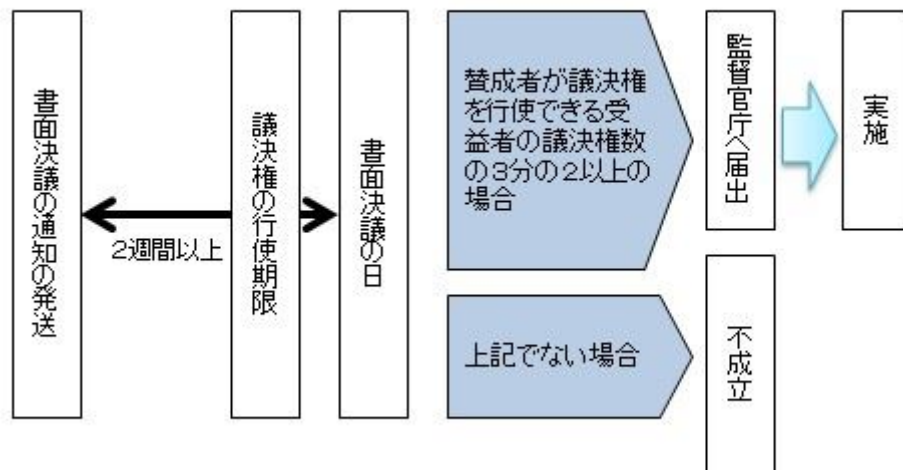 書面決議の通知の発送
2週間以上
議決権の行使期限
書面決議の日
賛成者が議決権
を行使できる受
益者の議決権数
の3分の2以上の
場合
監督官庁へ届出
実施
上記でない場合
不成立